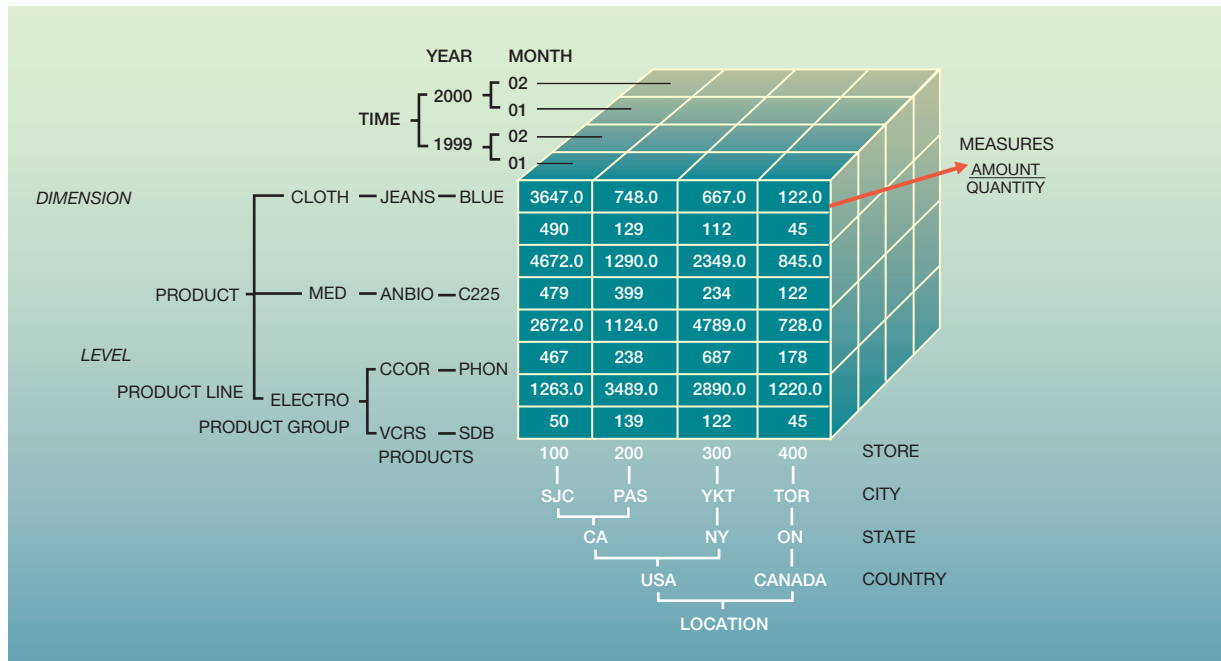 YEAR MONTH
02
2000
01
TIME
02
1999
01
MEASURES
AMOUNT
QUANTITY
DIMENSION
CLOTH JEANS BLUE 3647.0 748.0 667.0 122.0
490 129 112 45
4672.0 1290.0 2349.0 845.0
PRODUCT MED ANBIO C225 479 399 234 122
2672.0 1124.0 4789.0 728.0
LEVEL
CCOR PHON 467 238 687 178
PRODUCT LINE ELECTRO 1263.0 3489.0 2890.0 1220.0
PRODUCT GROUP
VCRS SDB 50 139 122 45
PRODUCTS
100 200 300 400 STORE
SJC PAS YKT TOR CITY
CA NY ON STATE
USA CANADA COUNTRY
LOCATION